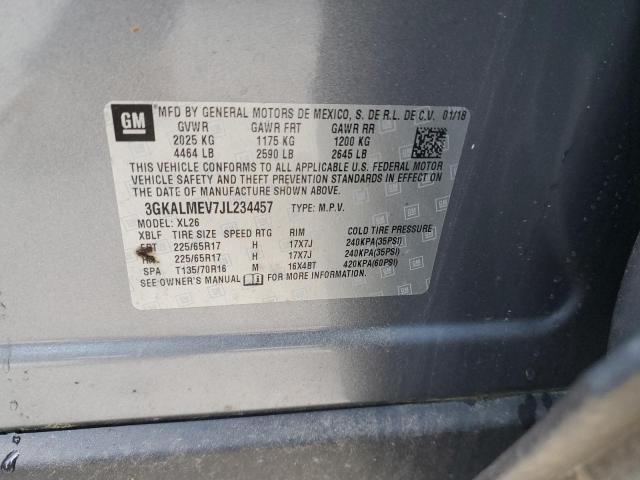 GM
MFD BY GENERAL MOTORS DE MEXICO, S. DE R.L. DE C.V. 01/18
GVWR GAWR FRT GAWR RR
2025 KG 1175 KG 1200 KG
4464 LB 2590 LB 2645 LB
THIS VEHICLE CONFORMS TO ALL APPLICABLE U.S. FEDERAL MOTOR
VEHICLE SAFETY AND THEFT PREVENTION STANDARDS IN EFFECT ON
THE DATE OF MANUFACTURE SHOWN ABOVE.
3GKALMEV7JL234457 TYPE: M.P.V.
MODEL: XL26
XBLF TIRE SIZE SPEED RTG RIM COLD TIRE PRESSURE
FRT 225/65R17 H 17X7J 240KPA(35PSI)
225/65R17 H 17X7J 240KPA(35PSI)
SPA T135/70R16 M 16X4BT 420KPA(60PSI)
SEE OWNER'S MANUAL FOR MORE INFORMATION.